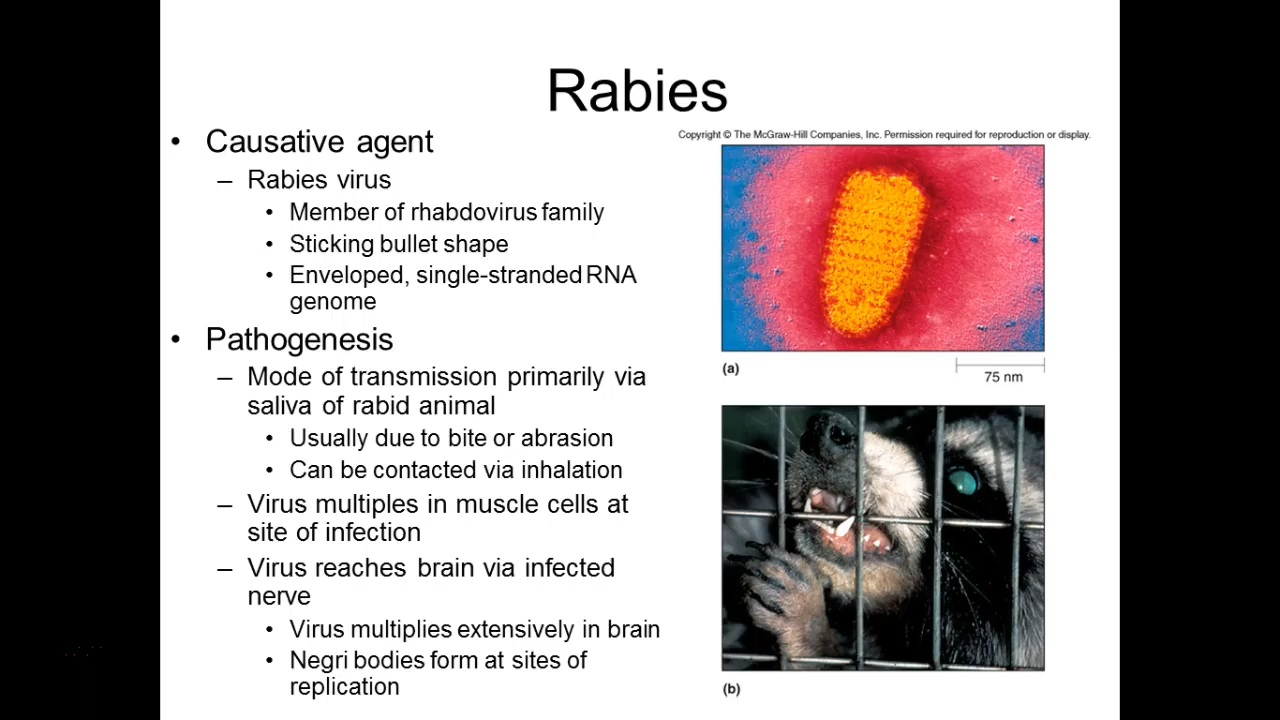 Rabies
• Causative agent
– Rabies virus
• Member of rhabdovirus family
• Sticking bullet shape
• Enveloped, single-stranded RNA
genome
• Pathogenesis
– Mode of transmission primarily via
saliva of rabid animal
• Usually due to bite or abrasion
• Can be contacted via inhalation
– Virus multiples in muscle cells at
site of infection
– Virus reaches brain via infected
nerve
• Virus multiplies extensively in brain
• Negri bodies form at sites of
replication
Copyright © The McGraw-Hill Companies, Inc. Permission required for reproduction or display.
(a)
75 nm
(b)